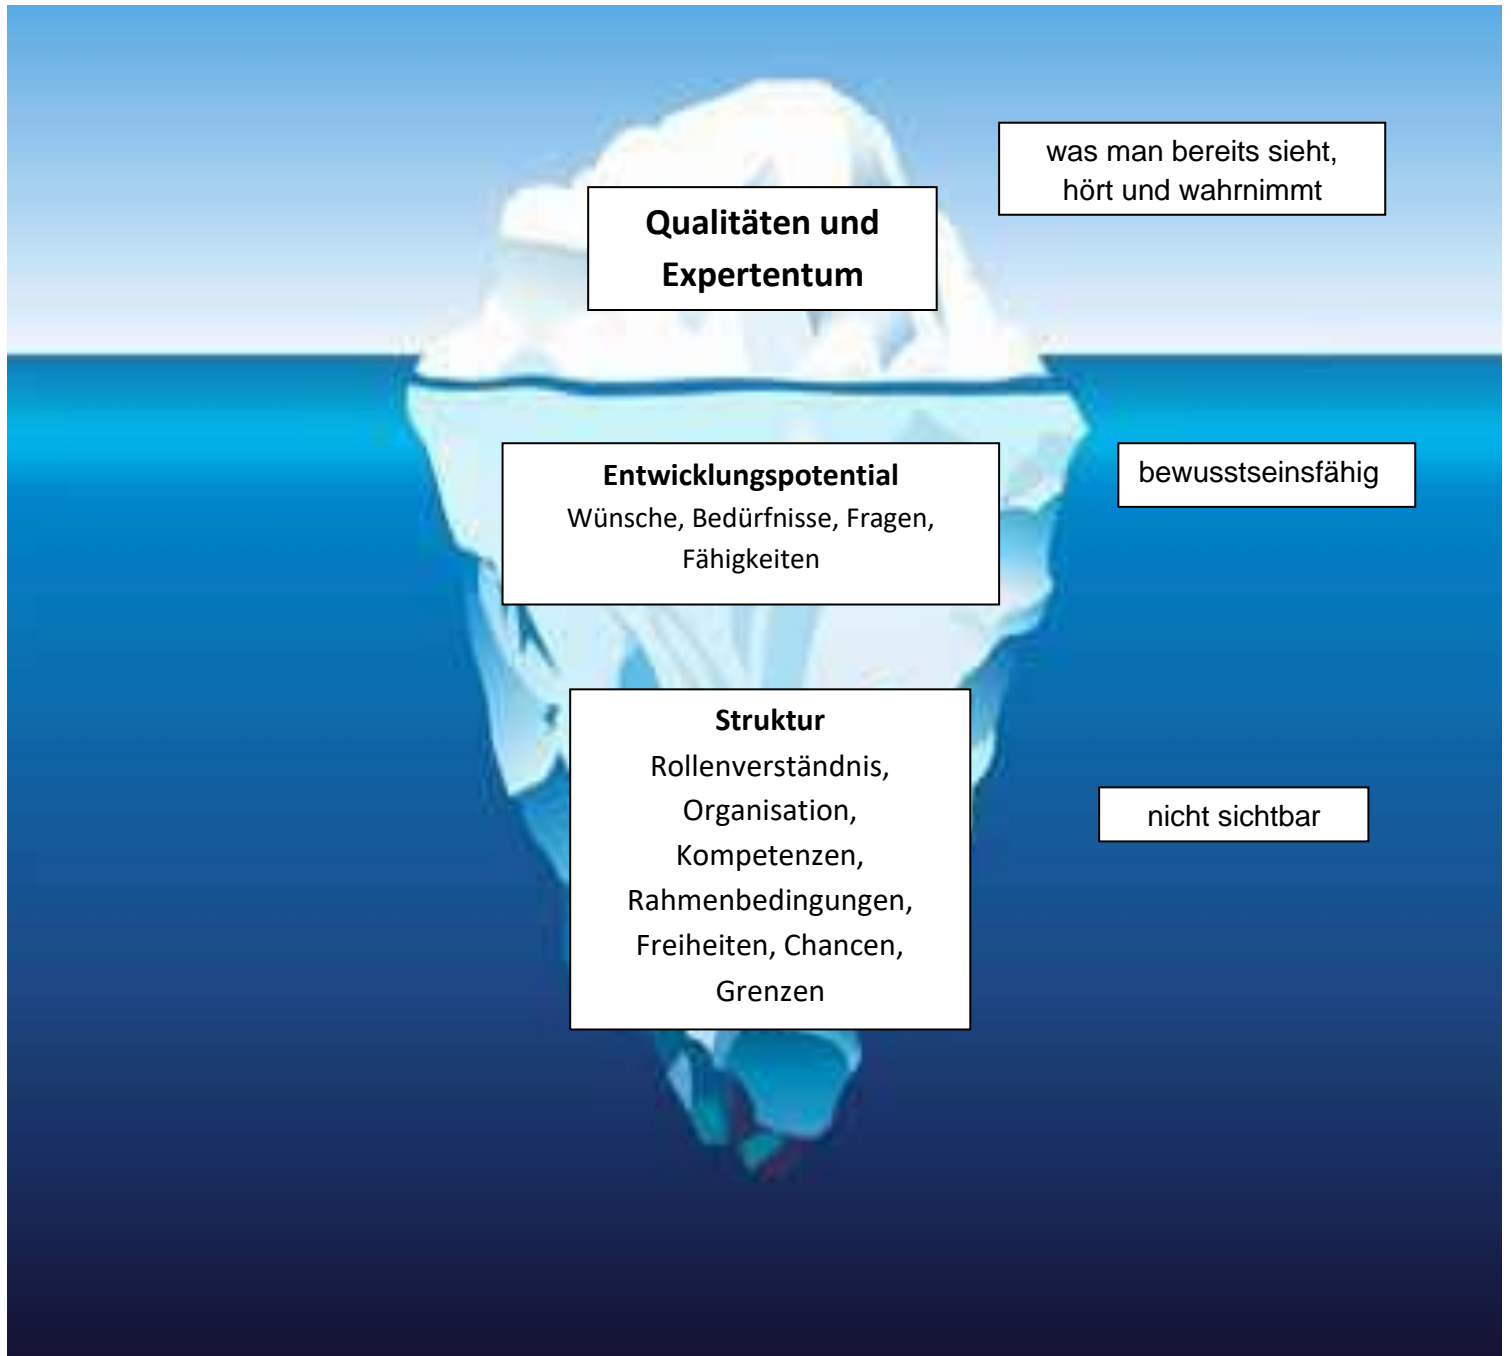 was man bereits sieht,
hört und wahrnimmt
Qualitäten und
Expertentum
Entwicklungspotential
Wünsche, Bedürfnisse, Fragen,
Fähigkeiten
bewusstseinsfähig
Struktur
Rollenverständnis,
Organisation,
Kompetenzen,
Rahmenbedingungen,
Freiheiten, Chancen,
Grenzen
nicht sichtbar